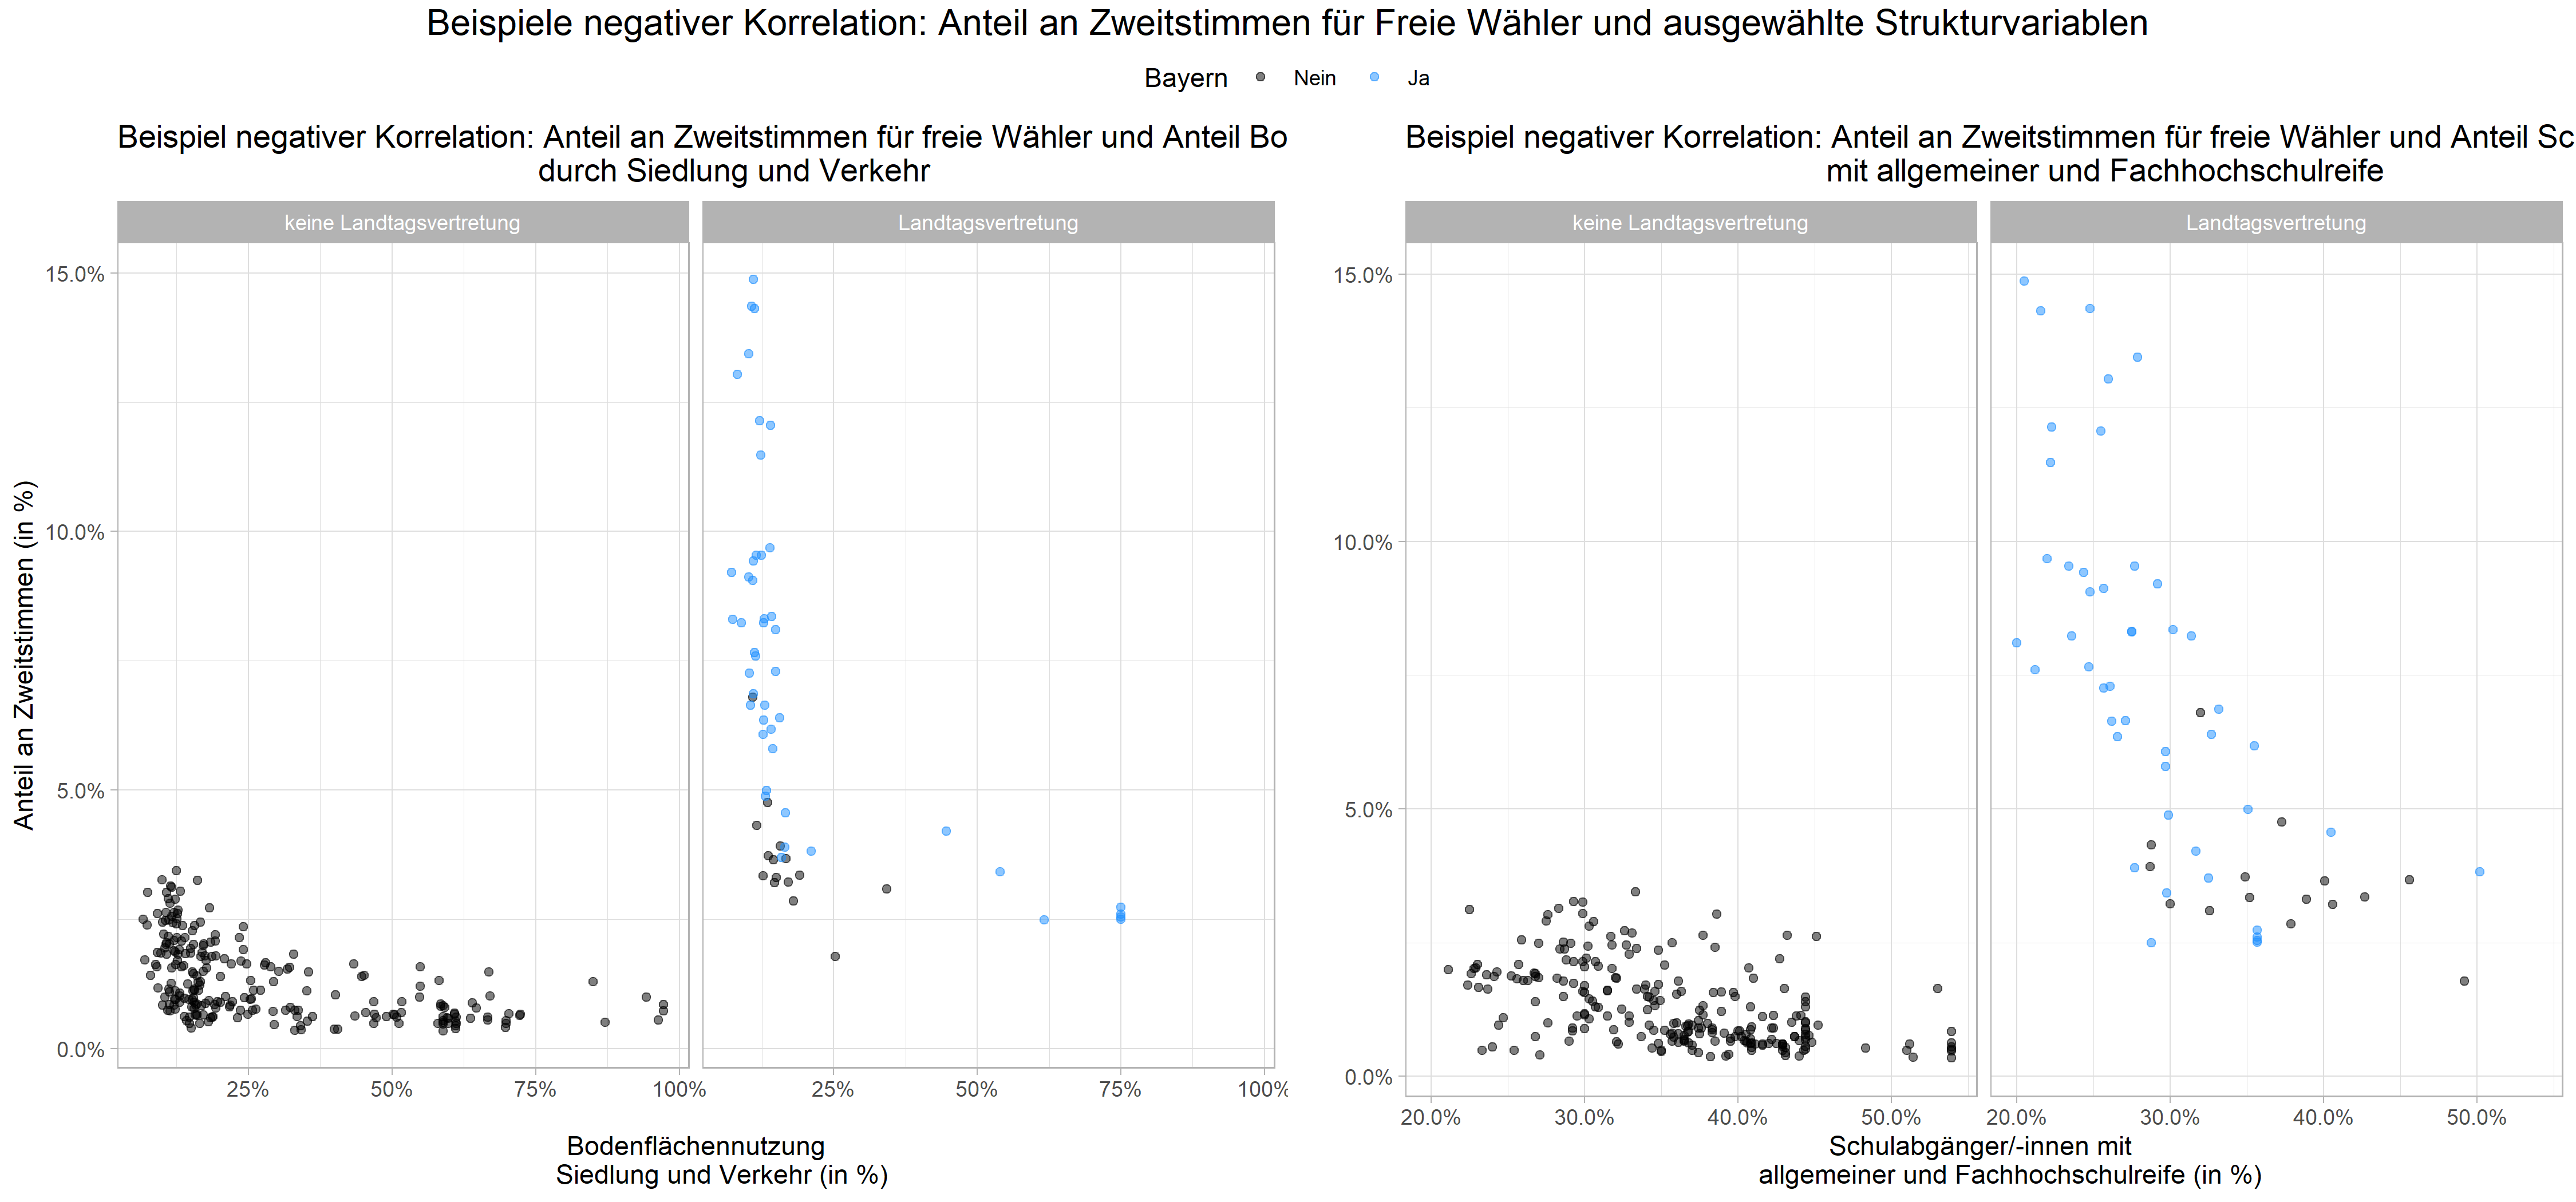 Beispiele negativer Korrelation: Anteil an Zweitstimmen für Freie Wähler und ausgewählte Strukturvariablen
Bayern Nein Ja
Beispiel negativer Korrelation: Anteil an Zweitstimmen für freie Wähler und Anteil Bo
durch Siedlung und Verkehr
keine Landtagsvertretung Landtagsvertretung
Anteil an Zweitstimmen (in %)
15.0%
10.0%
5.0%
0.0%
25% 50% 75% 100% 25% 50% 75% 100%
Bodenflächennutzung
Siedlung und Verkehr (in %)
Beispiel negativer Korrelation: Anteil an Zweitstimmen für freie Wähler und Anteil Sc
mit allgemeiner und Fachhochschulreife
keine Landtagsvertretung Landtagsvertretung
15.0%
10.0%
5.0%
0.0%
20.0% 30.0% 40.0% 50.0% 20.0% 30.0% 40.0% 50.0%
Schulabgänger/-innen mit
allgemeiner und Fachhochschulreife (in %)